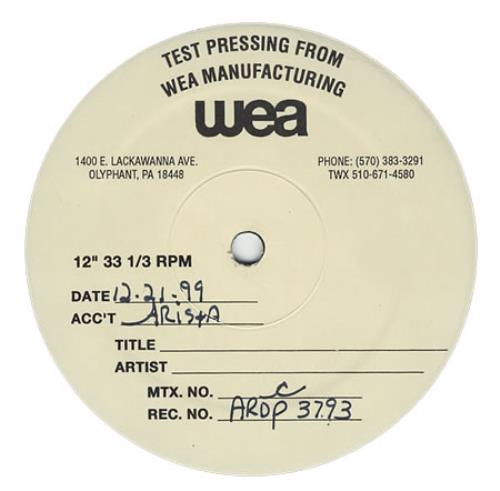 TEST PRESSING FROM
WEA MANUFACTURING
wea
1400 E. LACKAWANNA AVE.
OLYPHANT, PA 18448
PHONE: (570) 383-3291
TWX 510-671-4580
12" 33 1/3 RPM
DATE 12-21-99
ACC'T ARISTA
TITLE
ARTIST
MTX. NO. C
REC. NO. ARDP 3793